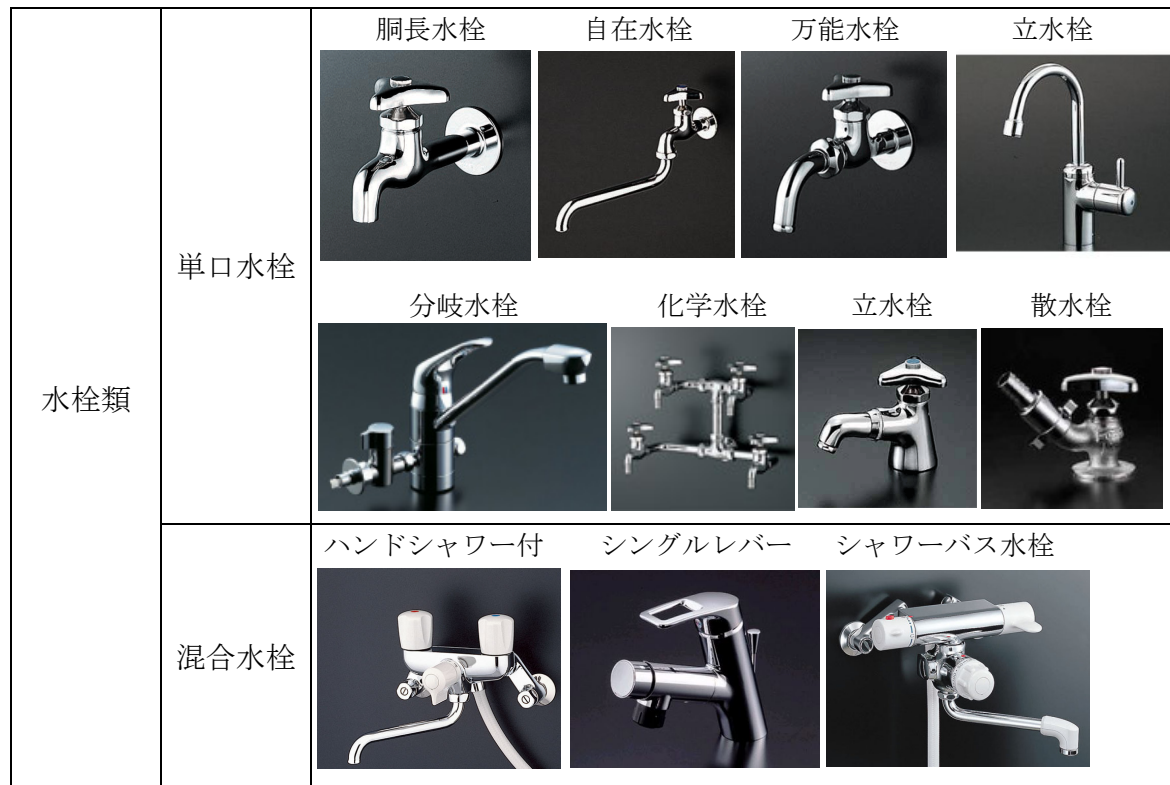 胴長水栓 自在水栓 万能水栓 立水栓
単口水栓
分岐水栓 化学水栓 立水栓 散水栓
水栓類
ハンドシャワー付 シングルレバー シャワーバス水栓
混合水栓